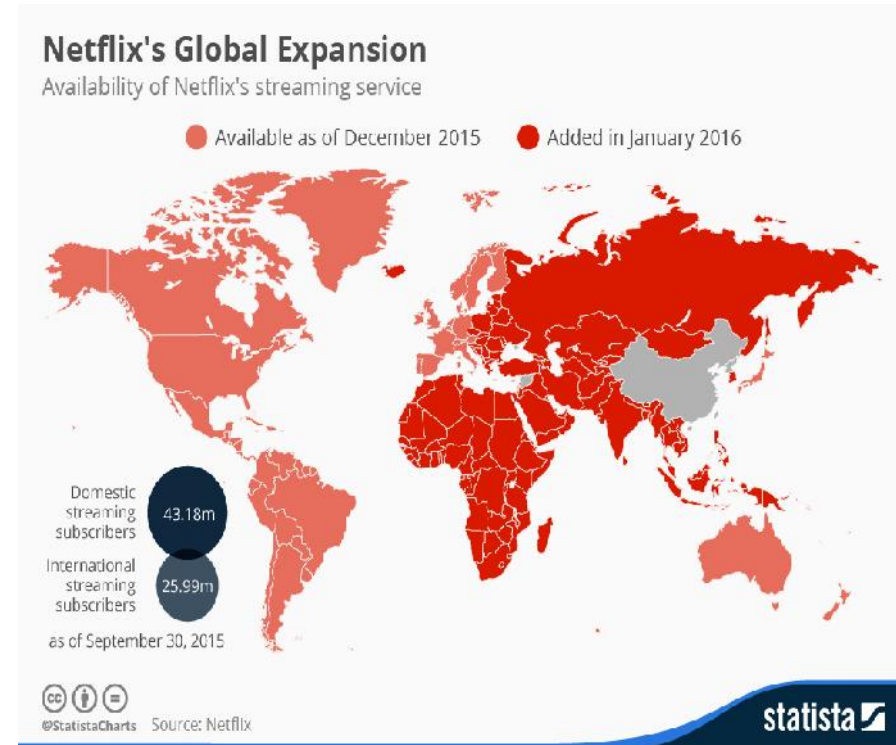 Netflix's Global Expansion
Availability of Netflix's streaming service
Available as of December 2015
Added in January 2016
Domestic
streaming
subscribers
43.18m
International
streaming
subscribers
25.99m
as of September 30, 2015
cc
@StatistaCharts Source: Netflix
statista